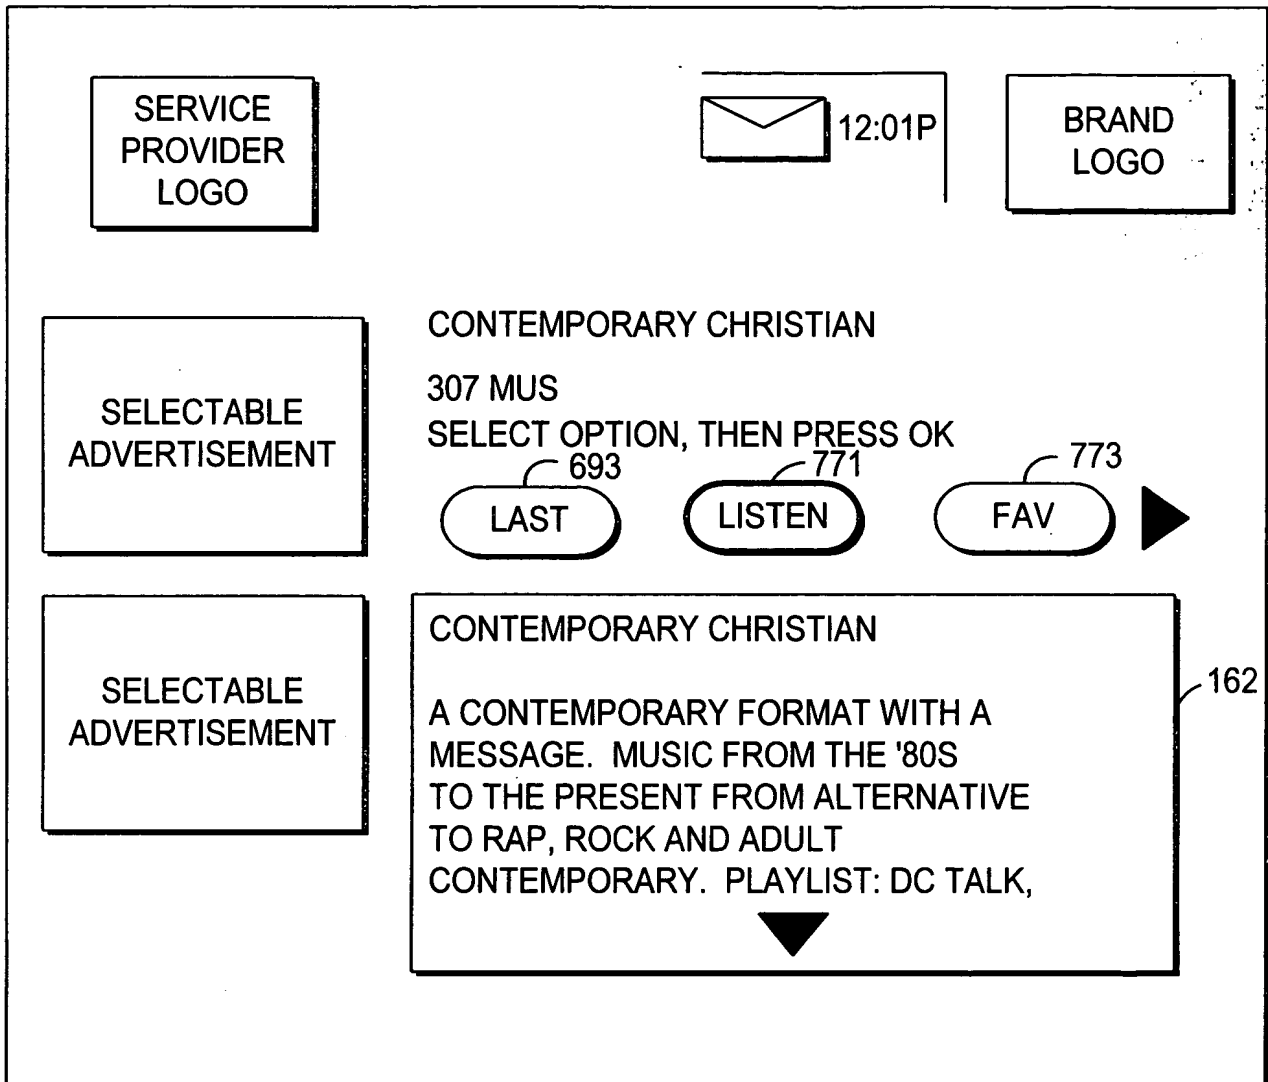 SERVICE
PROVIDER
LOGO
12:01P
BRAND
LOGO
SELECTABLE
ADVERTISEMENT
CONTEMPORARY CHRISTIAN
307 MUS
SELECT OPTION, THEN PRESS OK
693
771
773
LAST
LISTEN
FAV
SELECTABLE
ADVERTISEMENT
CONTEMPORARY CHRISTIAN
162
A CONTEMPORARY FORMAT WITH A
MESSAGE. MUSIC FROM THE '80S
TO THE PRESENT FROM ALTERNATIVE
TO RAP, ROCK AND ADULT
CONTEMPORARY. PLAYLIST: DC TALK,